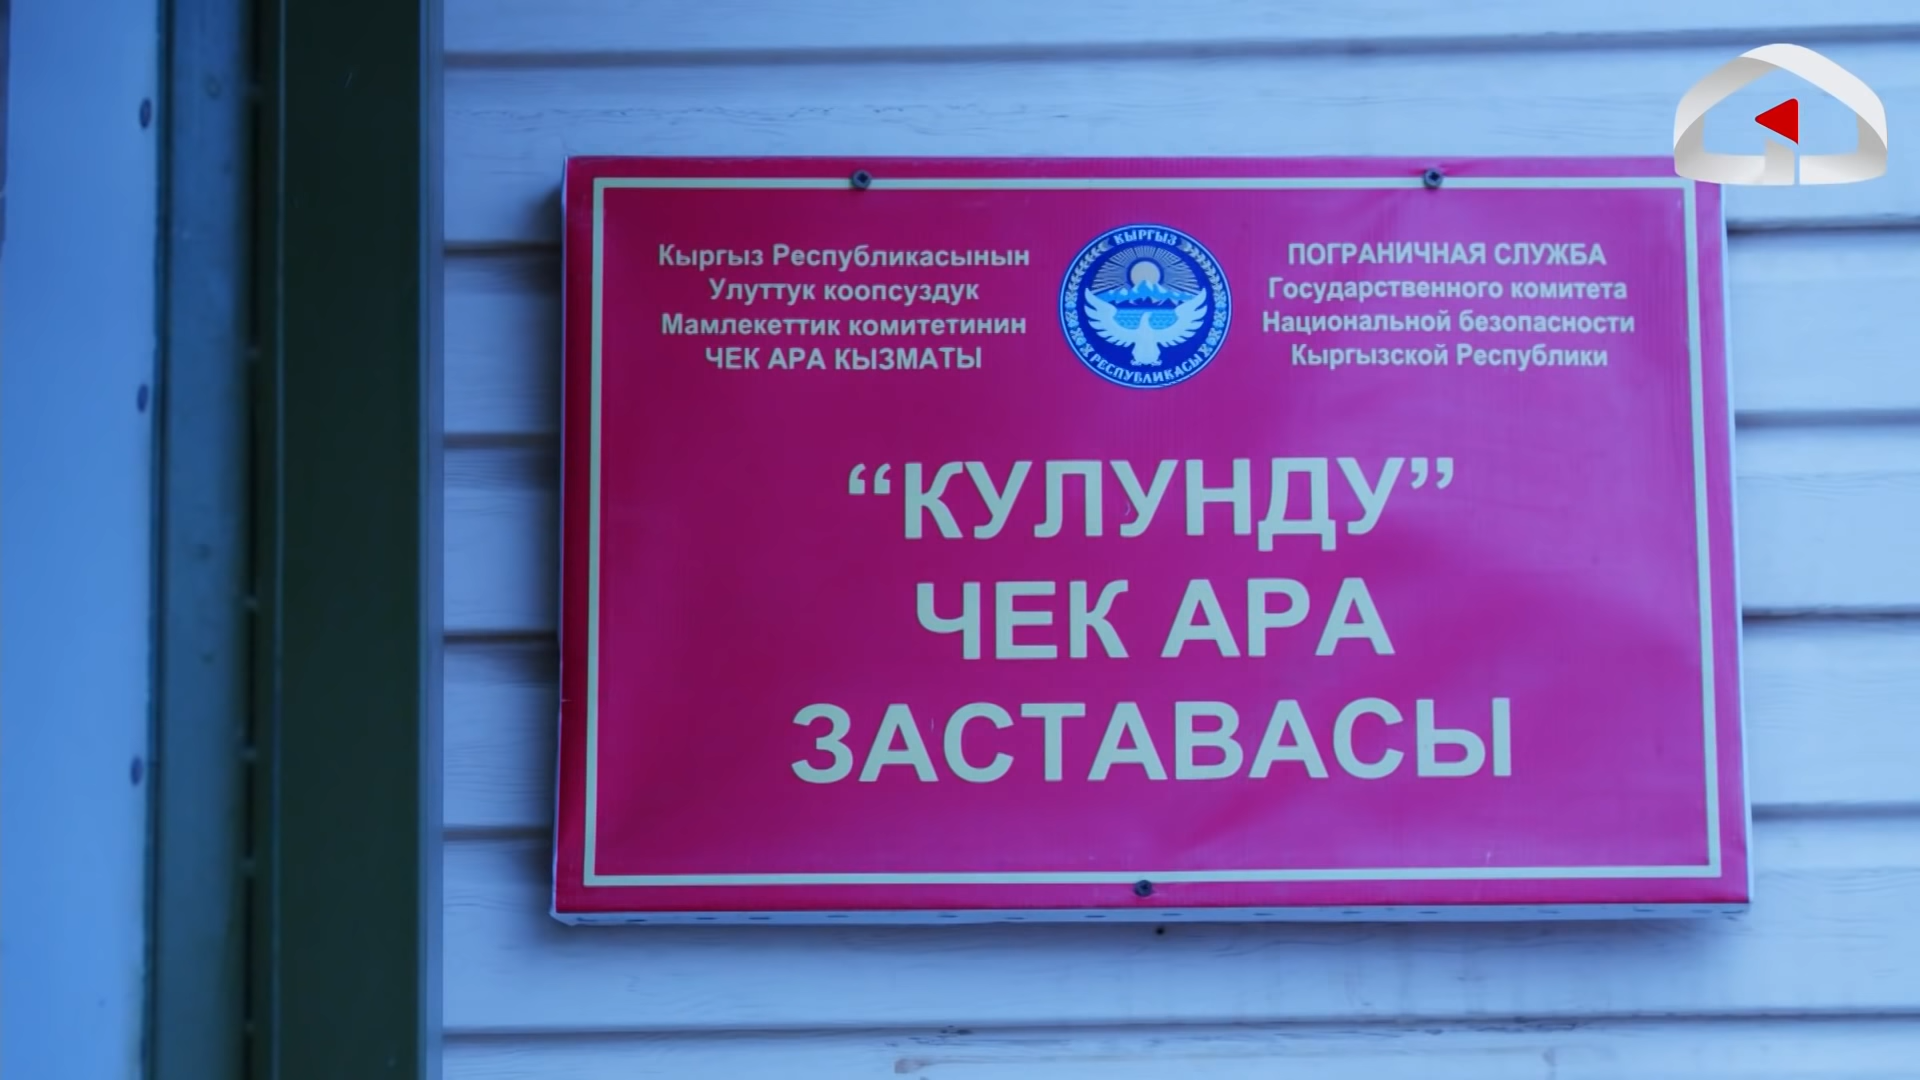 Кыргыз Республикасынын
Улуттук коопсуздук
Мамлекеттик комитетинин
ЧЕК АРА КЫЗМАТЫ
КЫРГЫЗ
РЕСПУБЛИКАСЫ
ПОГРАНИЧНАЯ СЛУЖБА
Государственного комитета
Национальной безопасности
Кыргызской Республики
“КУЛУНДУ”
ЧЕК АРА
ЗАСТАВАСЫ